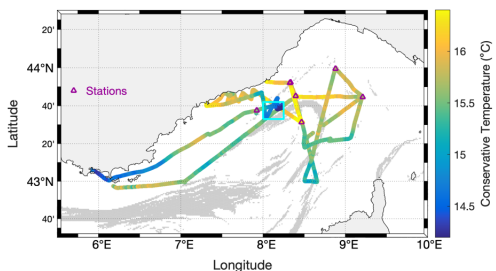 20'
44°N
40'
20'
43°N
40'
Latitude
Stations
6°E
7°E
8°E
9°E
10°E
Longitude
16
15.5
15
14.5
Conservative Temperature (°C)